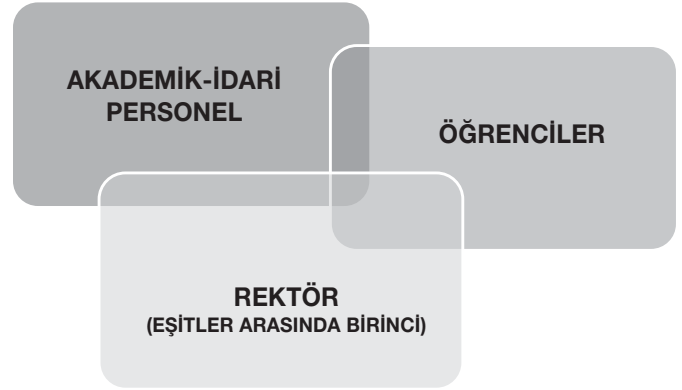 AKADEMİK-İDARİ
PERSONEL
ÖĞRENCİLER
REKTÖR
(EŞİTLER ARASINDA BİRİNCİ)